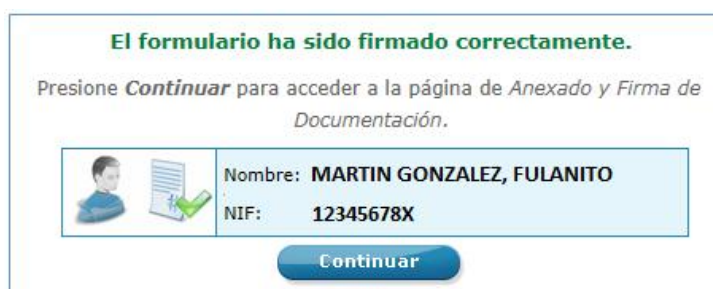 El formulario ha sido firmado correctamente.
Presione Continuar para acceder a la página de Anexado y Firma de
Documentación.
Nombre: MARTIN GONZALEZ, FULANITO
NIF: 12345678X
Continuar